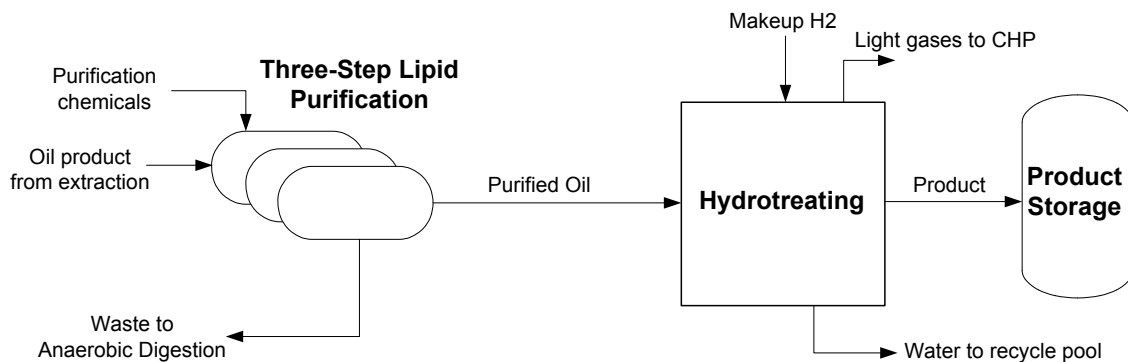 Makeup H2
Light gases to CHP
Three-Step Lipid
Purification
Purification
chemicals
Oil product
from extraction
Purified Oil
Hydrotreating
Product
Product
Storage
Waste to
Anaerobic Digestion
Water to recycle pool